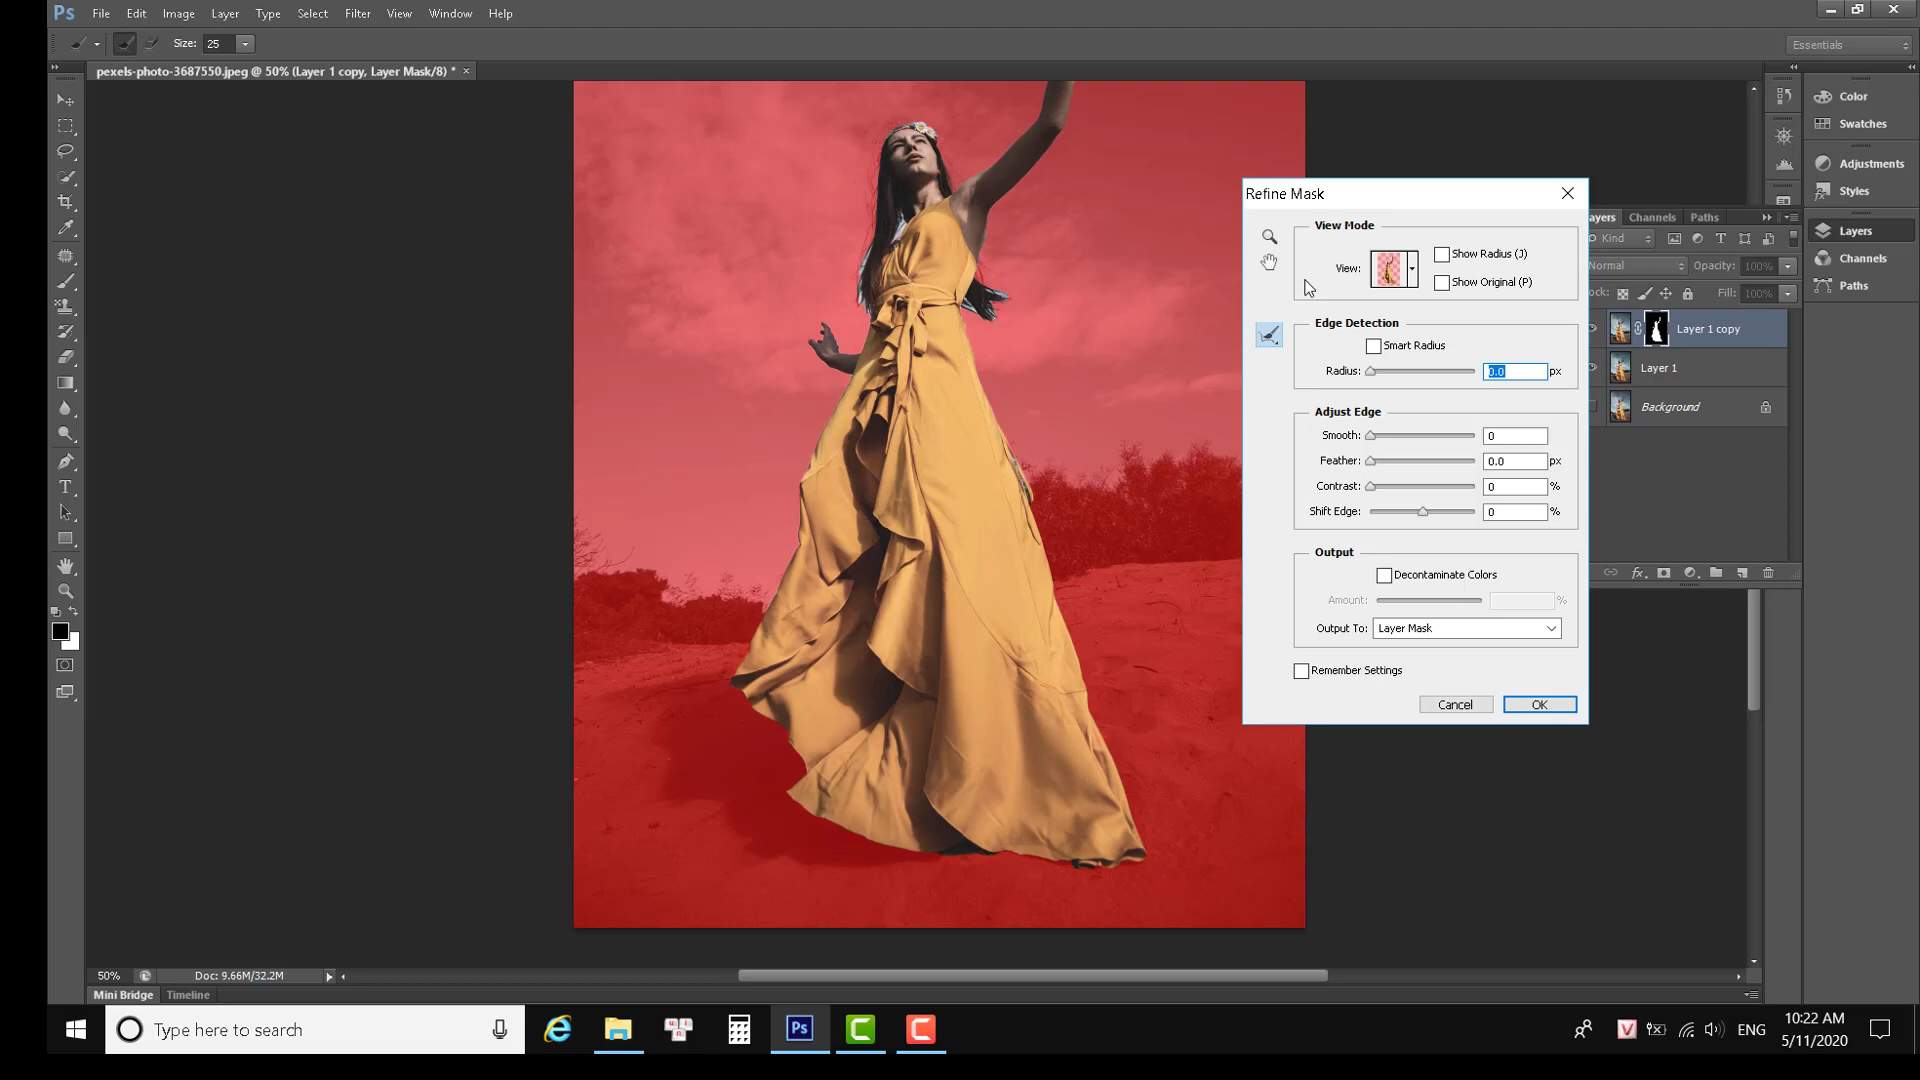 Ps File Edit Image Layer Type Select Filter View Window Help
Size: 25
Essentials
pexels-photo-3687550.jpeg @ 50% (Layer 1 copy, Layer Mask/8) * ×
Color
Swatches
Adjustments
Styles
Layers
Channels
Paths
ayers Channels Paths
Kind
Normal Opacity: 100%
ock: Fill: 100%
Layer 1 copy
Layer 1
Background
Refine Mask
View Mode
View:
Show Radius (J)
Show Original (P)
Edge Detection
Smart Radius
Radius: 0.0 px
Adjust Edge
Smooth: 0
Feather: 0.0 px
Contrast: 0 %
Shift Edge: 0 %
Output
Decontaminate Colors
Amount: %
Output To: Layer Mask
Remember Settings
Cancel OK
50% Doc: 9.66M/32.2M
Mini Bridge Timeline
Type here to search
Ps
ENG
10:22 AM
5/11/2020